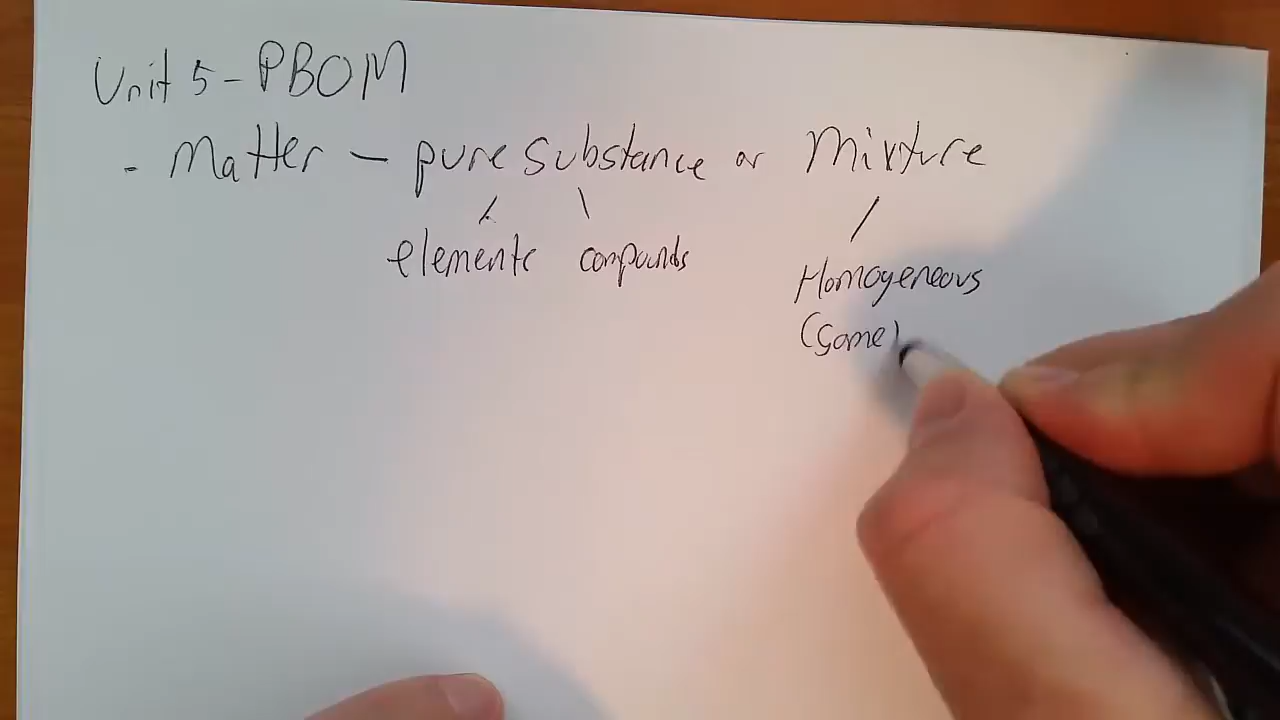 Unit 5 - PBOM
- Matter — pure substance or Mixture
elements compounds
Homogeneous
(same)